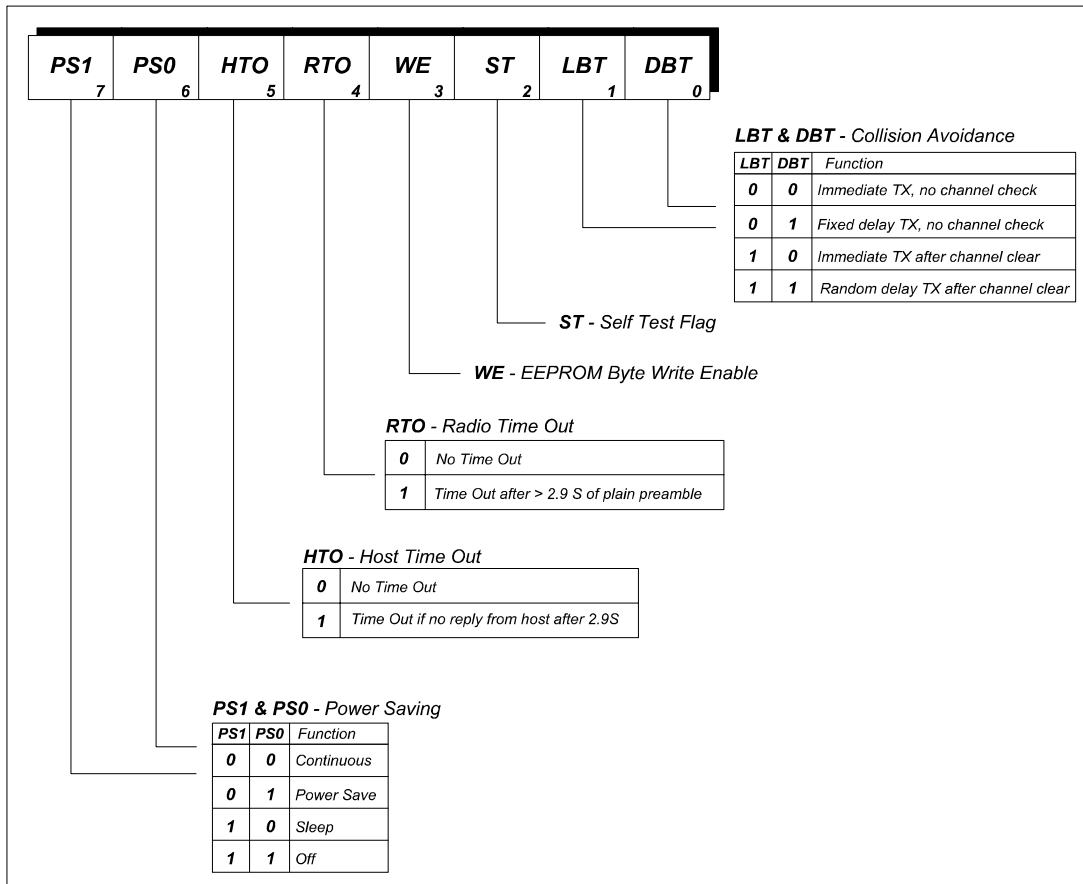 PS1 PS0 HTO RTO WE ST LBT DBT
7 6 5 4 3 2 1 0
LBT & DBT - Collision Avoidance
LBT DBT Function
0 0 Immediate TX, no channel check
0 1 Fixed delay TX, no channel check
1 0 Immediate TX after channel clear
1 1 Random delay TX after channel clear
ST - Self Test Flag
WE - EEPROM Byte Write Enable
RTO - Radio Time Out
0 No Time Out
1 Time Out after > 2.9 S of plain preamble
HTO - Host Time Out
0 No Time Out
1 Time Out if no reply from host after 2.9S
PS1 & PS0 - Power Saving
PS1 PS0 Function
0 0 Continuous
0 1 Power Save
1 0 Sleep
1 1 Off